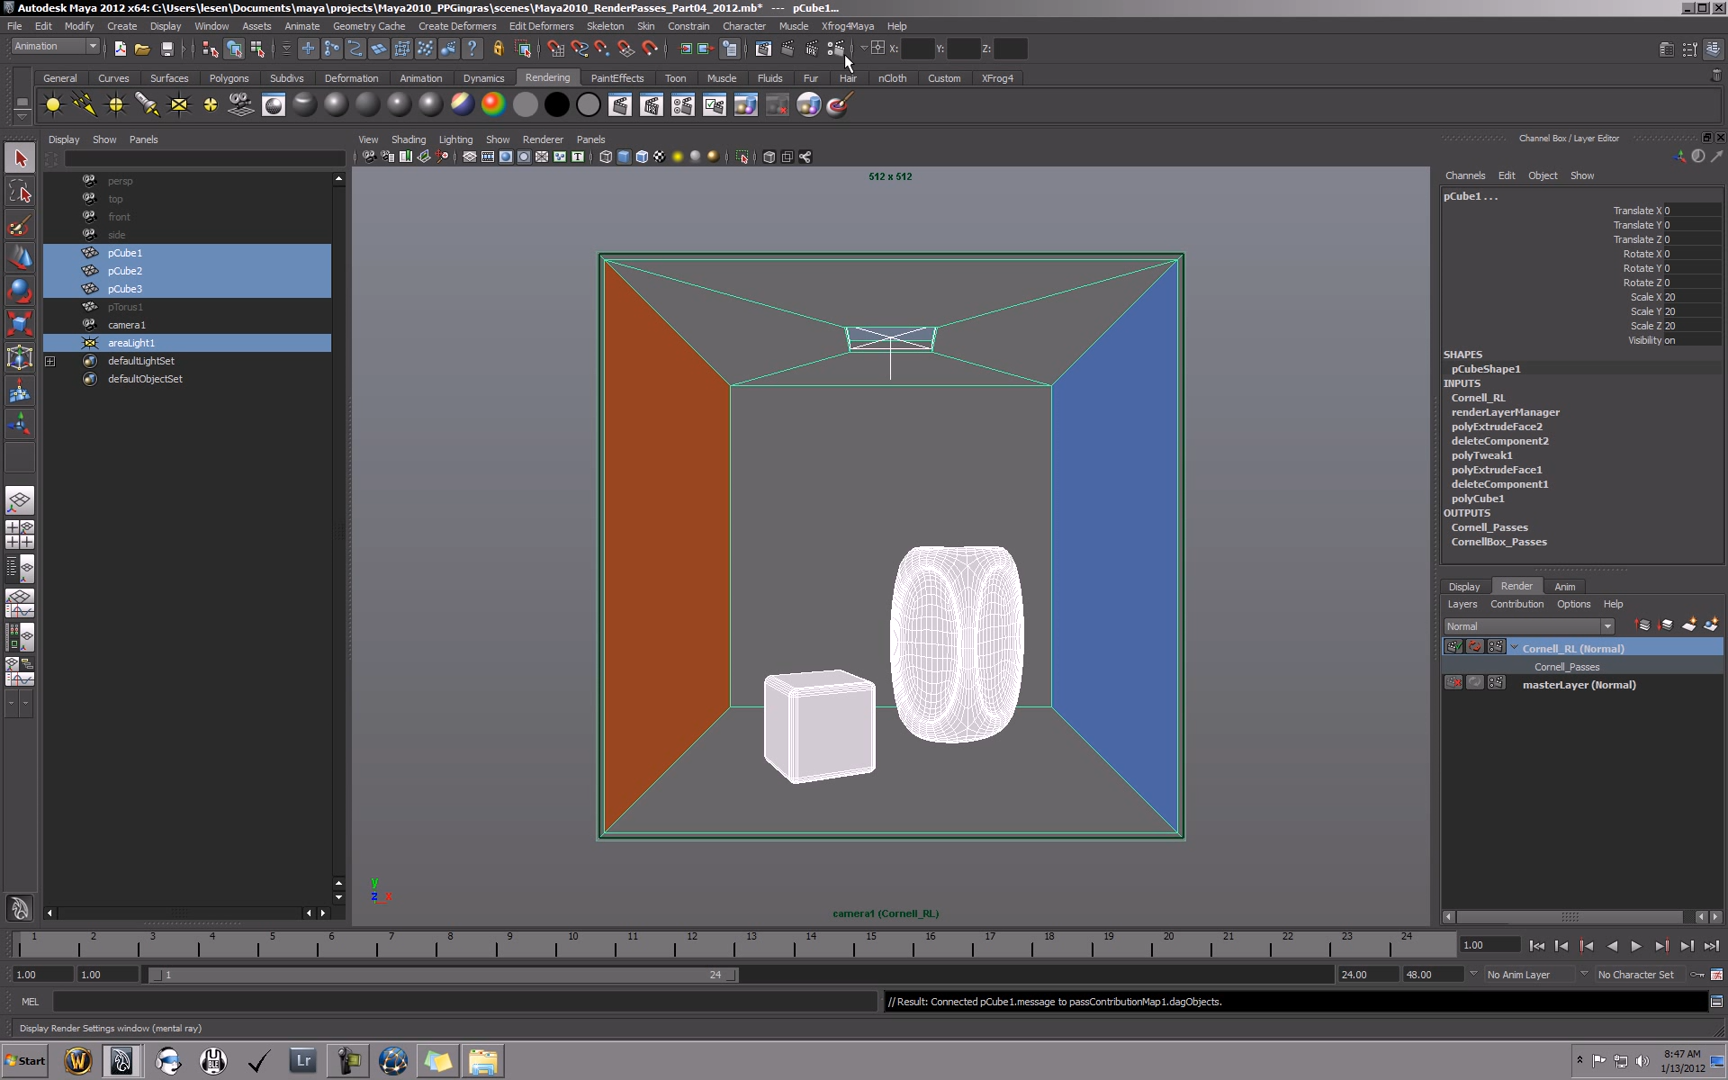 Autodesk Maya 2012 x64: C:\Users\lesen\Documents\maya\projects\Maya2010_PPGingras\scenes\Maya2010_RenderPasses_Part04_2012.mb* --- pCube1...
File Edit Modify Create Display Window Assets Animate Geometry Cache Create Deformers Edit Deformers Skeleton Skin Constrain Character Muscle Xfrog4Maya Help
Animation X: Y: Z:
General Curves Surfaces Polygons Subdivs Deformation Animation Dynamics Rendering PaintEffects Toon Muscle Fluids Fur Hair nCloth Custom XFrog4
Display Show Panels
View Shading Lighting Show Renderer Panels
Channel Box / Layer Editor
512 x 512
Channels Edit Object Show
persp
top
front
side
pCube1
pCube2
pCube3
pTorus1
camera1
areaLight1
defaultLightSet
defaultObjectSet
pCube1 ...
Translate X 0
Translate Y 0
Translate Z 0
Rotate X 0
Rotate Y 0
Rotate Z 0
Scale X 20
Scale Y 20
Scale Z 20
Visibility on
SHAPES
pCubeShape1
INPUTS
Cornell_RL
renderLayerManager
polyExtrudeFace2
deleteComponent2
polyTweak1
polyExtrudeFace1
deleteComponent1
polyCube1
OUTPUTS
Cornell_Passes
CornellBox_Passes
Display Render Anim
Layers Contribution Options Help
Normal
Cornell_RL (Normal)
Cornell_Passes
masterLayer (Normal)
y
z x
camera1 (Cornell_RL)
1 2 3 4 5 6 7 8 9 10 11 12 13 14 15 16 17 18 19 20 21 22 23 24 1.00
1.00 1.00 1 24 24.00 48.00 No Anim Layer No Character Set
MEL // Result: Connected pCube1.message to passContributionMap1.dagObjects.
Display Render Settings window (mental ray)
Start W Lr 8:47 AM
1/13/2012